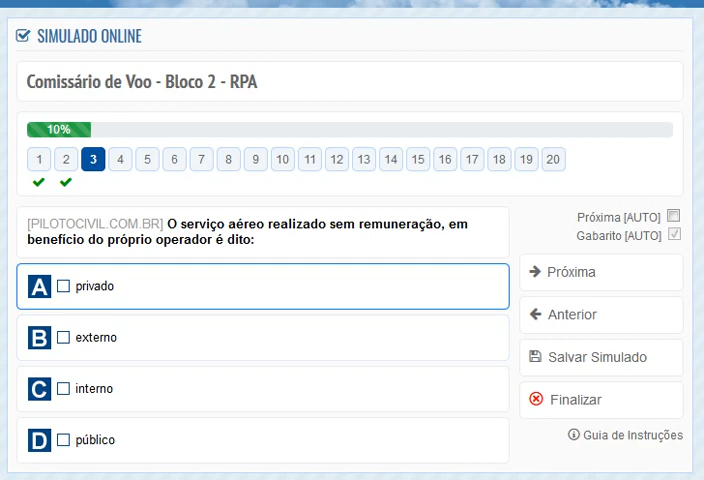 SIMULADO ONLINE
Comissário de Voo - Bloco 2 - RPA
10%
1 2 3 4 5 6 7 8 9 10 11 12 13 14 15 16 17 18 19 20
[PILOTOCIVIL.COM.BR] O serviço aéreo realizado sem remuneração, em
benefício do próprio operador é dito:
A privado
B externo
C interno
D público
Próxima [AUTO]
Gabarito [AUTO]
Próxima
Anterior
Salvar Simulado
Finalizar
Guia de Instruções